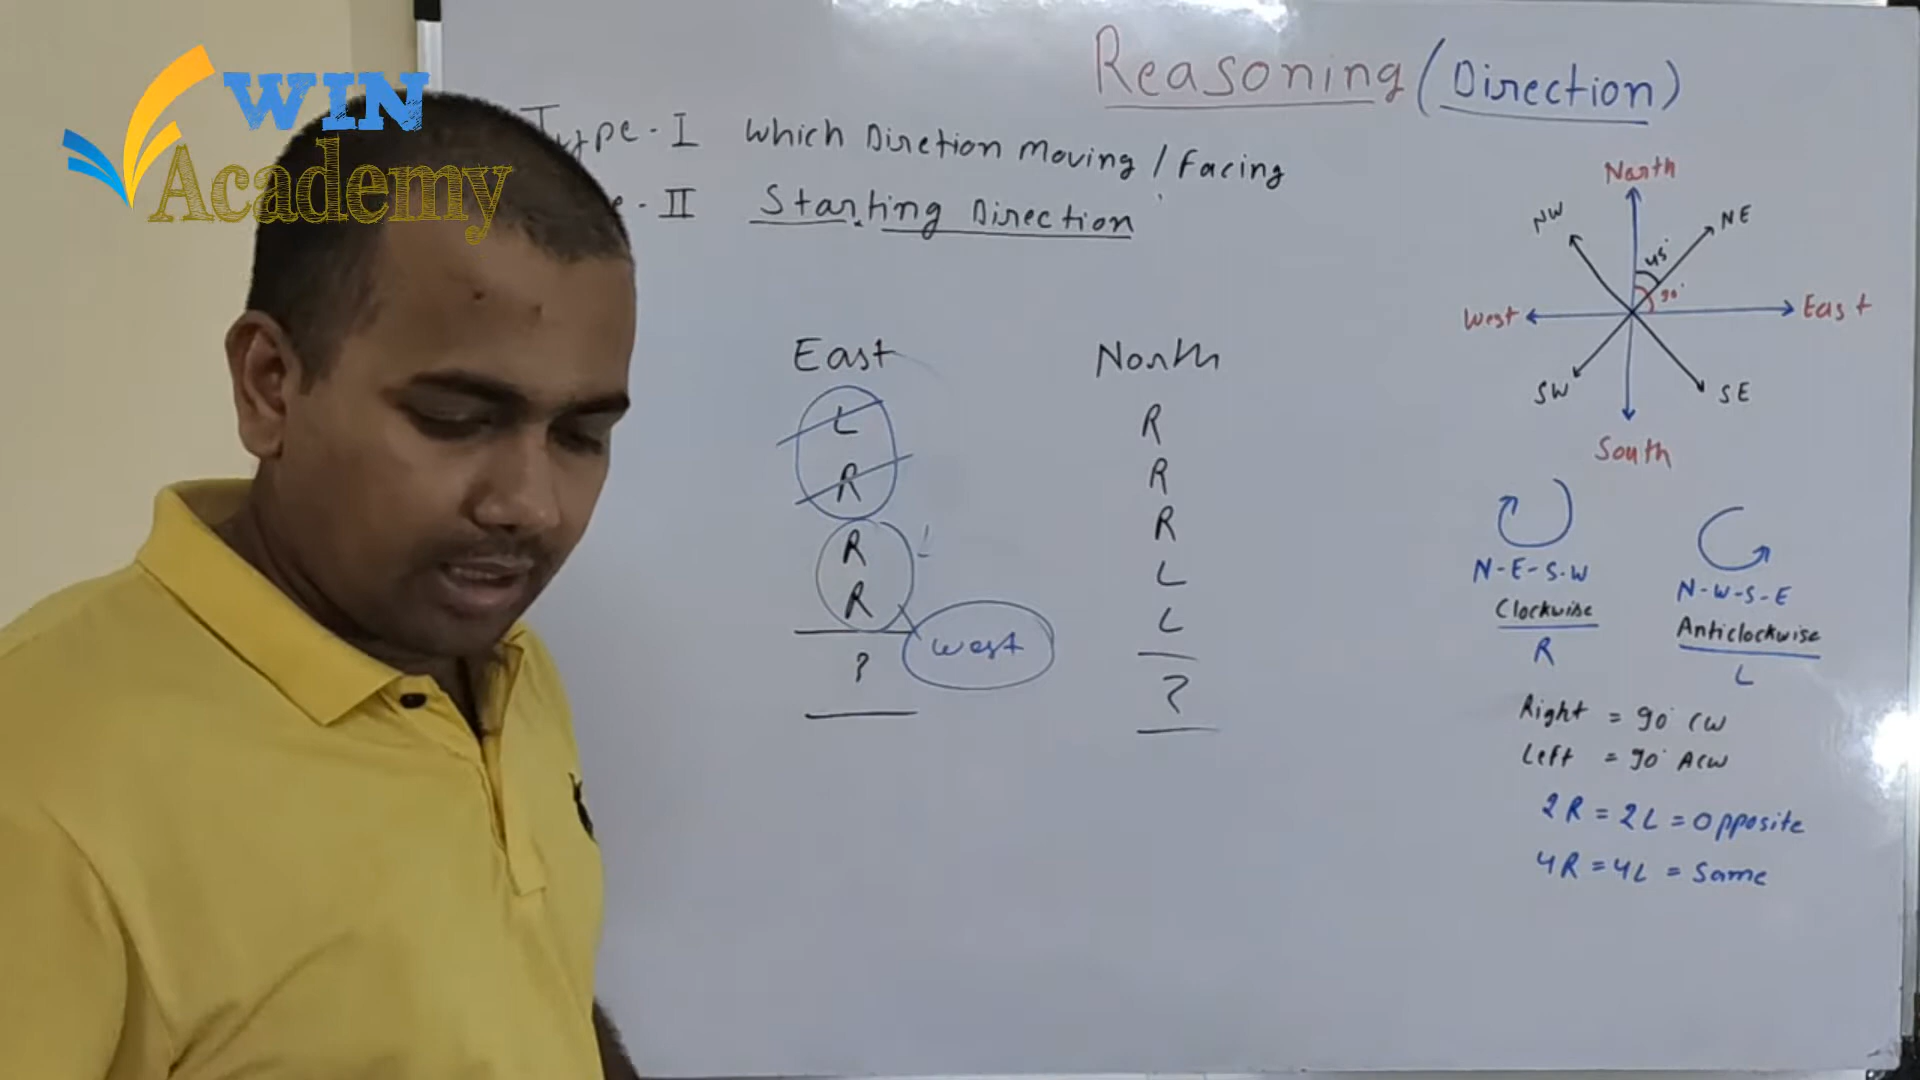 WIN
Academy
Reasoning (Direction)
Type-I Which Diretion Moving / Facing
e-II Starting Direction
East
L
R
R
R
?
west
North
R
R
R
L
L
?
North
NW
NE
45°
90°
West
East
SW
SE
South
N-E-S-W
Clockwise
R
N-W-S-E
Anticlockwise
L
Right = 90° CW
Left = 90° ACW
2R = 2L = Opposite
4R = 4L = Same